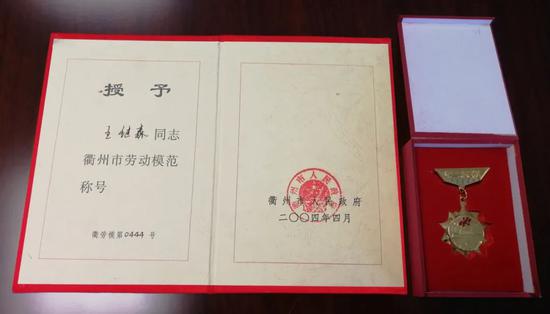 授予
王继森同志
衢州市劳动模范
称号
衢劳模第0444号
衢州市人民政府
二〇〇四年四月